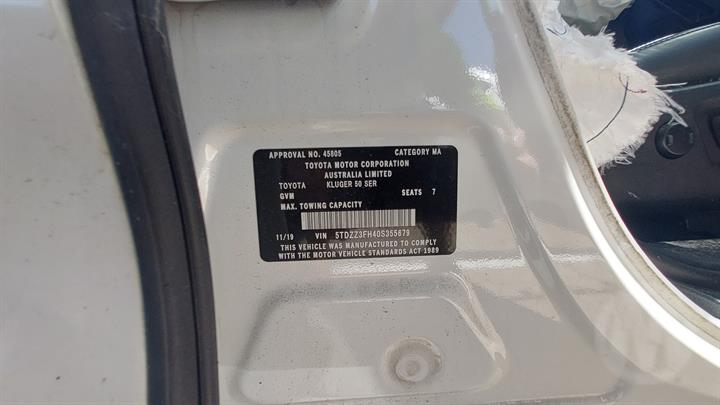 APPROVAL NO. 45805 CATEGORY MA
TOYOTA MOTOR CORPORATION
AUSTRALIA LIMITED
TOYOTA KLUGER 50 SER
GVM SEATS 7
MAX. TOWING CAPACITY
11/19 VIN 5TDZZ3FH40S355679
THIS VEHICLE WAS MANUFACTURED TO COMPLY
WITH THE MOTOR VEHICLE STANDARDS ACT 1989